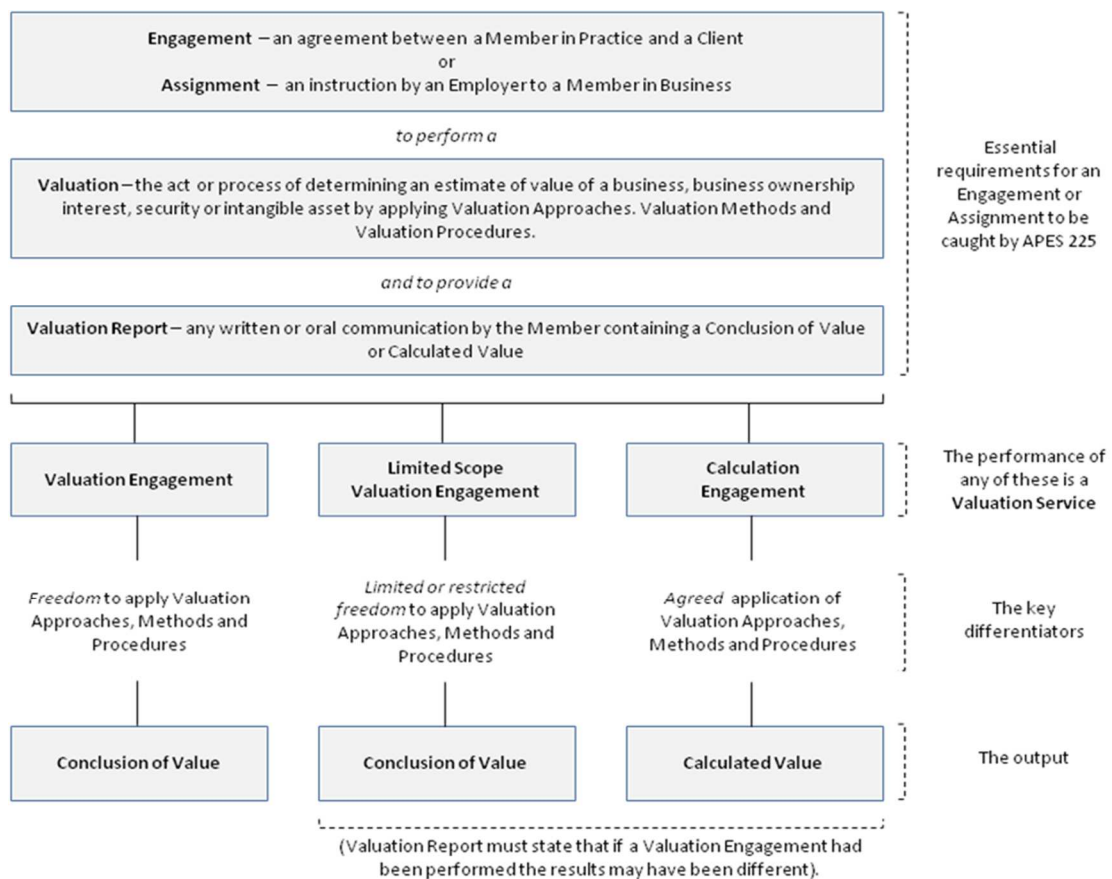 Engagement – an agreement between a Member in Practice and a Client
or
Assignment – an instruction by an Employer to a Member in Business
to perform a
Valuation – the act or process of determining an estimate of value of a business, business ownership
interest, security or intangible asset by applying Valuation Approaches. Valuation Methods and
Valuation Procedures.
and to provide a
Valuation Report – any written or oral communication by the Member containing a Conclusion of Value
or Calculated Value
Essential
requirements for an
Engagement or
Assignment to be
caught by APES 225
Valuation Engagement
Limited Scope
Valuation Engagement
Calculation
Engagement
The performance of
any of these is a
Valuation Service
Freedom to apply Valuation
Approaches, Methods and
Procedures
Limited or restricted
freedom to apply Valuation
Approaches, Methods and
Procedures
Agreed application of
Valuation Approaches,
Methods and Procedures
The key
differentiators
Conclusion of Value
Conclusion of Value
Calculated Value
The output
(Valuation Report must state that if a Valuation Engagement had
been performed the results may have been different).